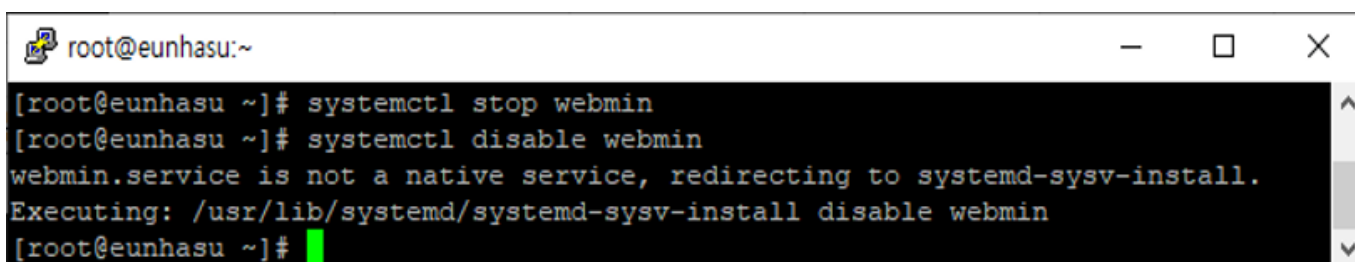 root@eunhasu:~
[root@eunhasu ~]# systemctl stop webmin
[root@eunhasu ~]# systemctl disable webmin
webmin.service is not a native service, redirecting to systemd-sysv-install.
Executing: /usr/lib/systemd/systemd-sysv-install disable webmin
[root@eunhasu ~]#